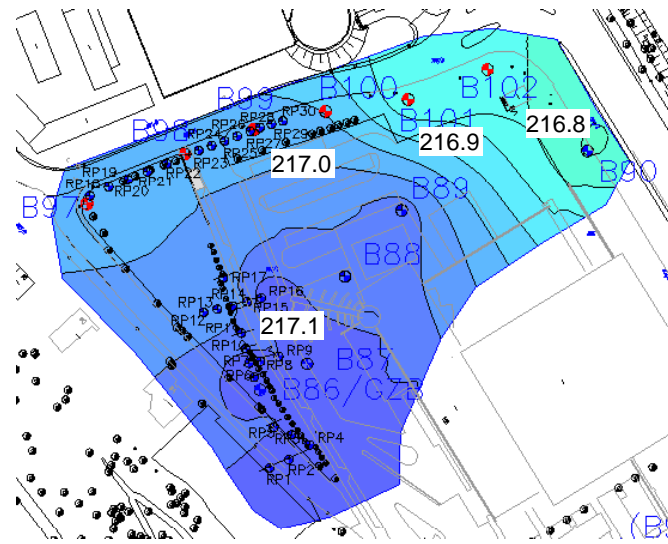 B100
B102
B99
B101
216.8
RP30
RP28
RP26
RP29
B98
RP24
RP27
216.9
RP25
RP23
217.0
RP22
RP19
RP21
B90
RP18
RP20
B89
B97
B88
RP17
RP16
RP14
RP13
RP15
217.1
RP12
RP11
RP10
RP9
B87
RP8
RP6
B86/GZB
RP5
RP4
RP2
RP1